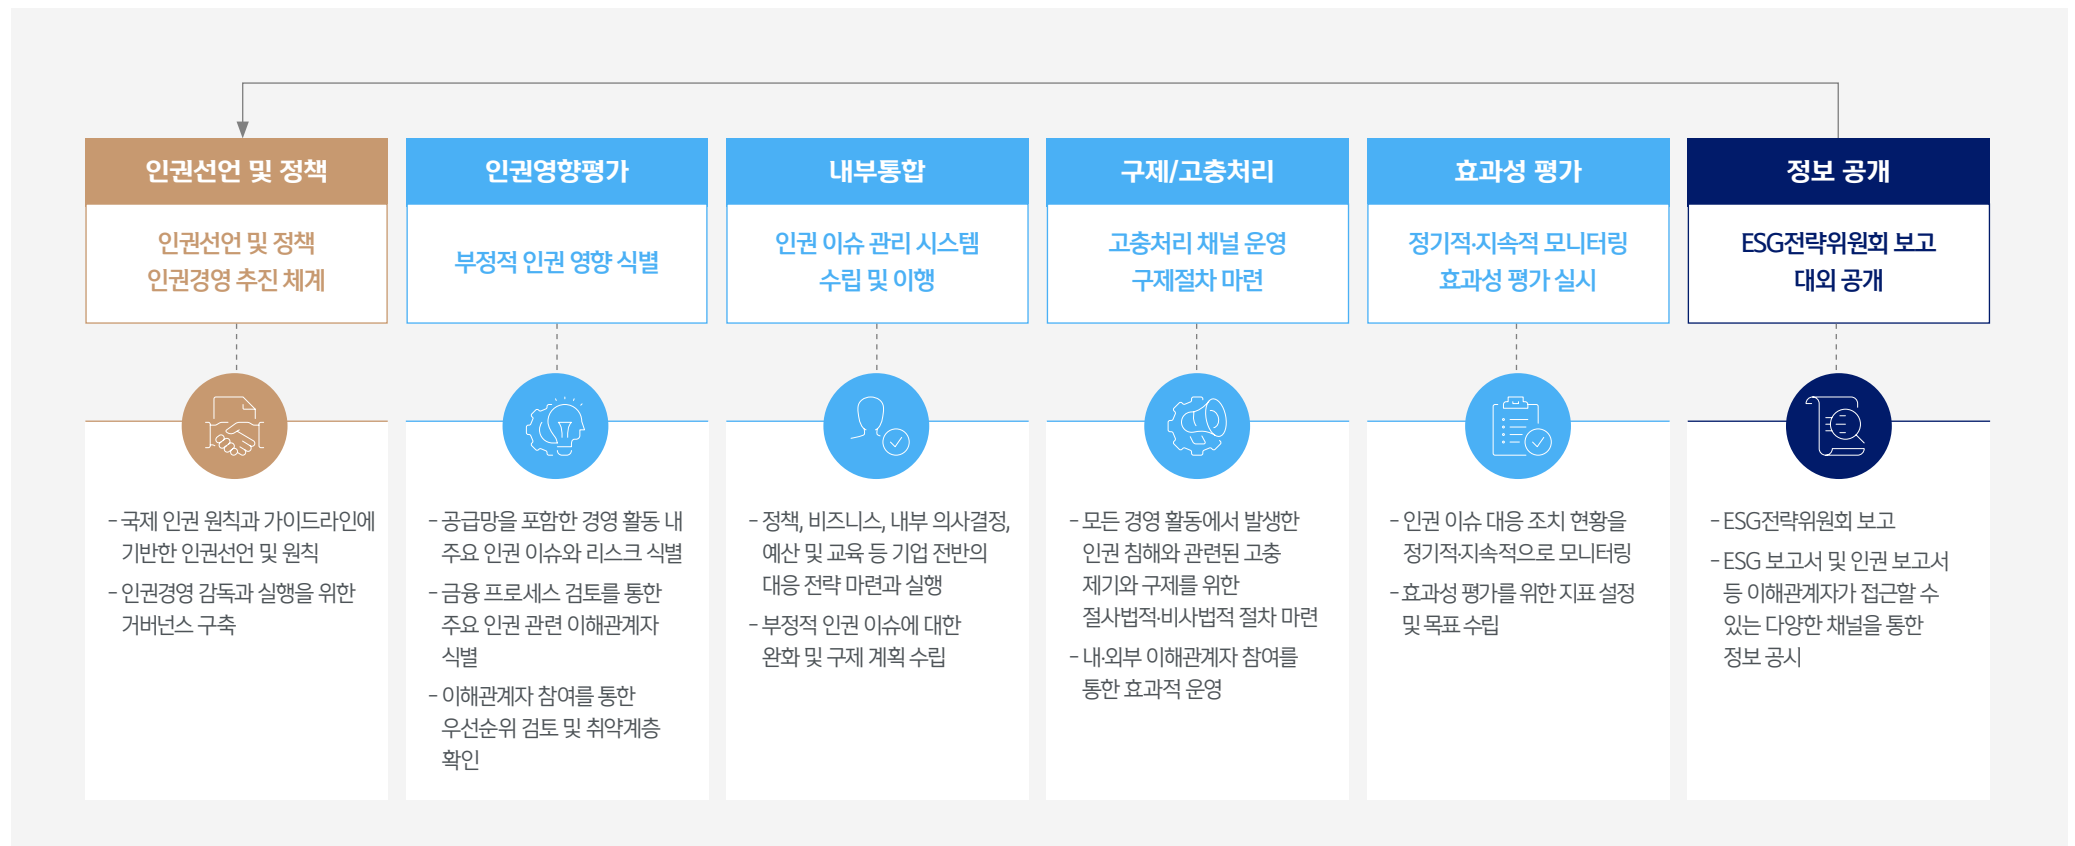 인권선언 및 정책
인권선언 및 정책
인권경영 추진 체계
- 국제 인권 원칙과 가이드라인에
기반한 인권선언 및 원칙
- 인권경영 감독과 실행을 위한
거버넌스 구축
인권영향평가
부정적 인권 영향 식별
- 공급망을 포함한 경영 활동 내
주요 인권 이슈와 리스크 식별
- 금융 프로세스 검토를 통한
주요 인권 관련 이해관계자
식별
- 이해관계자 참여를 통한
우선순위 검토 및 취약계층
확인
내부통합
인권 이슈 관리 시스템
수립 및 이행
- 정책, 비즈니스, 내부 의사결정,
예산 및 교육 등 기업 전반의
대응 전략 마련과 실행
- 부정적 인권 이슈에 대한
완화 및 구제 계획 수립
구제/고충처리
고충처리 채널 운영
구제절차 마련
- 모든 경영 활동에서 발생한
인권 침해와 관련된 고충
제기와 구제를 위한
절사법적·비사법적 절차 마련
- 내·외부 이해관계자 참여를
통한 효과적 운영
효과성 평가
정기적·지속적 모니터링
효과성 평가 실시
- 인권 이슈 대응 조치 현황을
정기적·지속적으로 모니터링
- 효과성 평가를 위한 지표 설정
및 목표 수립
정보 공개
ESG전략위원회 보고
대외 공개
- ESG전략위원회 보고
- ESG 보고서 및 인권 보고서
등 이해관계자가 접근할 수
있는 다양한 채널을 통한
정보 공시